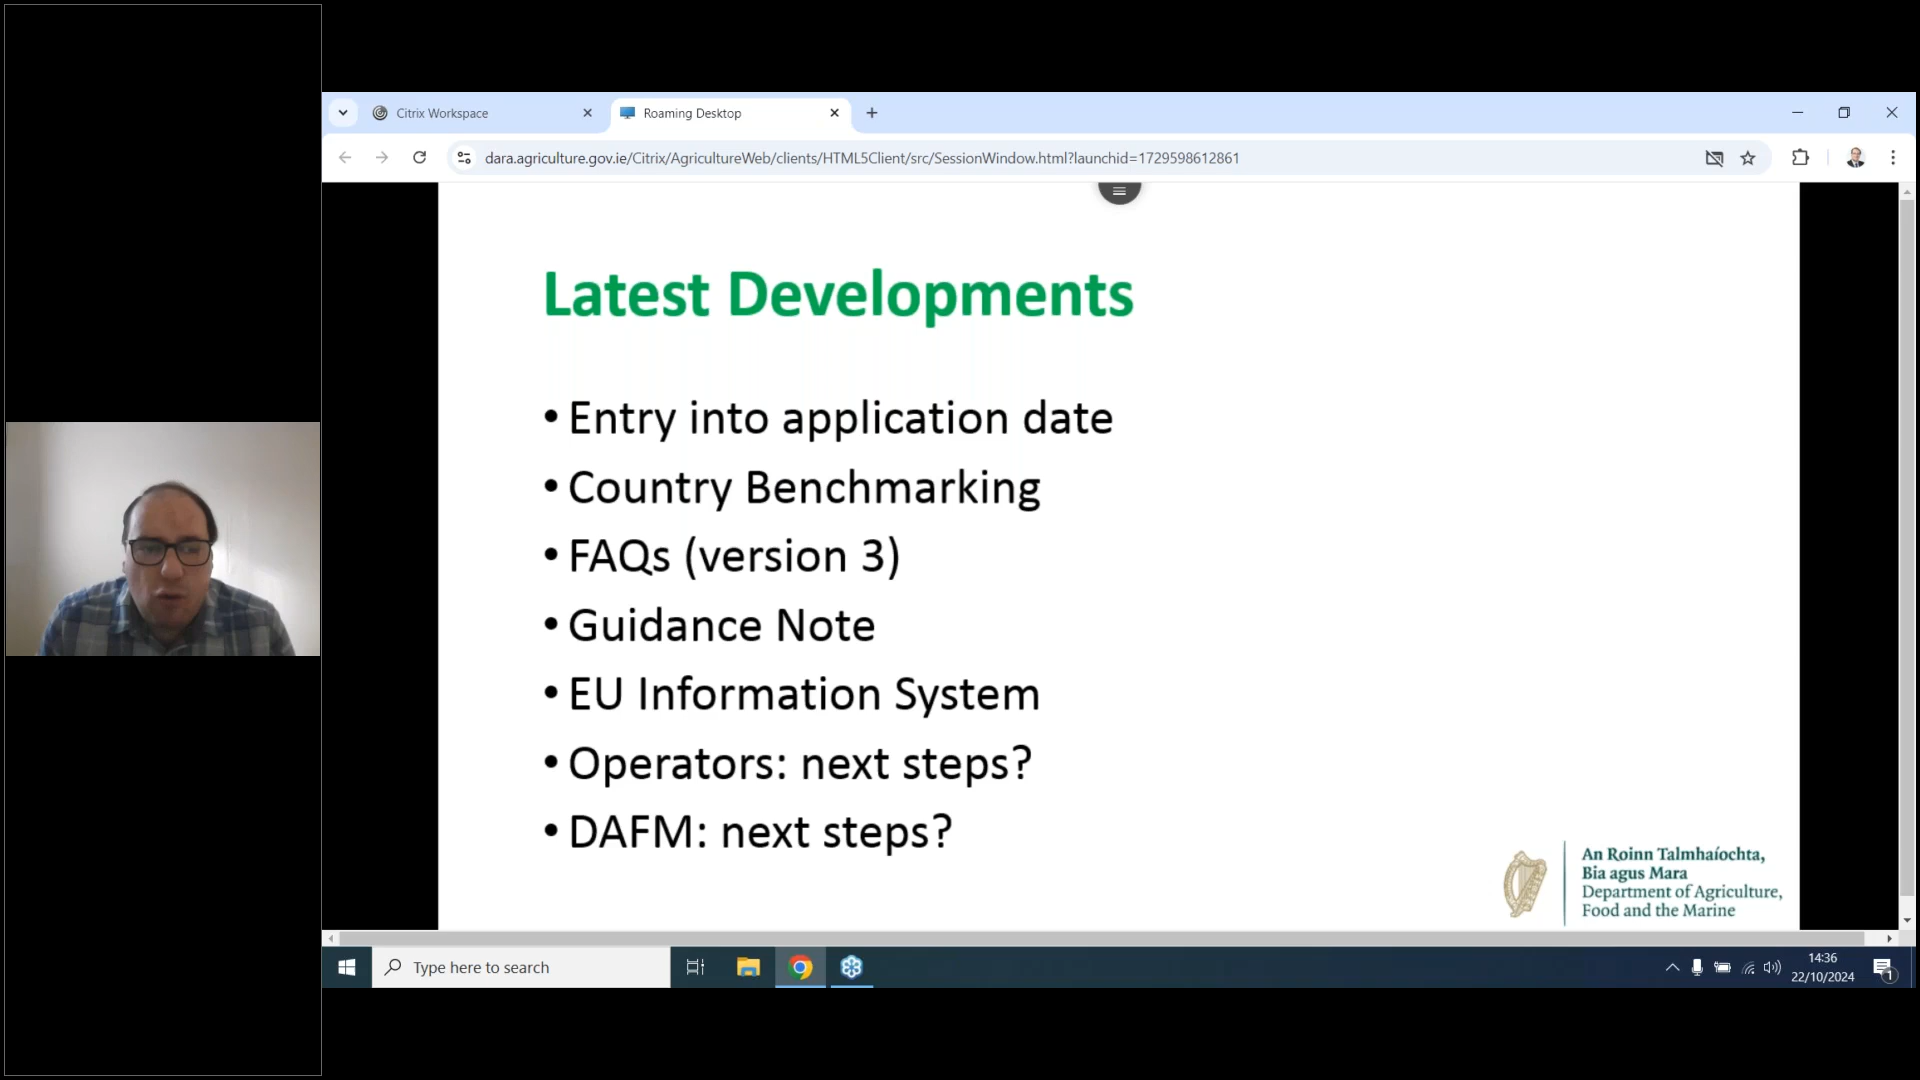 Citrix Workspace
Roaming Desktop
dara.agriculture.gov.ie/Citrix/AgricultureWeb/clients/HTML5Client/src/SessionWindow.html?launchid=1729598612861
Latest Developments
• Entry into application date
• Country Benchmarking
• FAQs (version 3)
• Guidance Note
• EU Information System
• Operators: next steps?
• DAFM: next steps?
An Roinn Talmhaíochta,
Bia agus Mara
Department of Agriculture,
Food and the Marine
Type here to search
14:36
22/10/2024
1